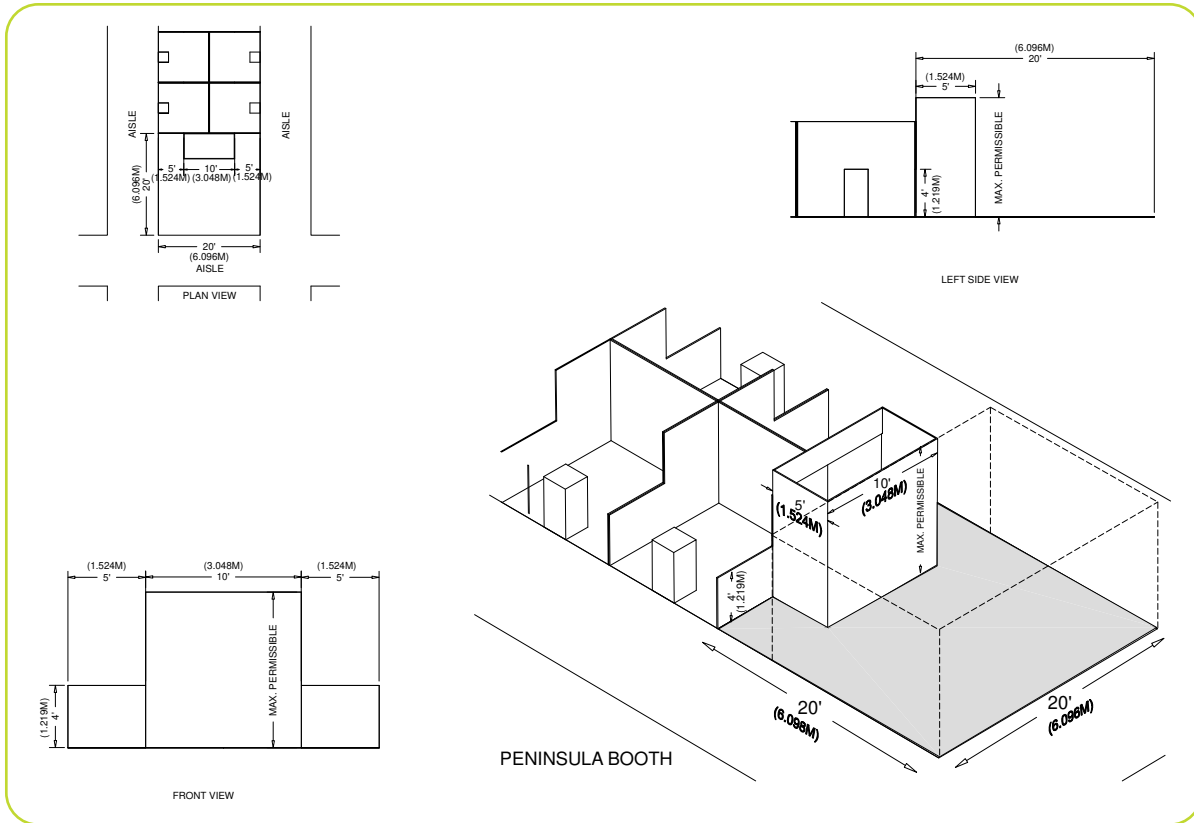 AISLE
AISLE
5' 10' 5'
(1.524M) (3.048M) (1.524M)
20'
(6.096M)
20'
(6.096M)
AISLE
PLAN VIEW
(6.096M)
20'
(1.524M)
5'
MAX. PERMISSIBLE
4'
(1.219M)
LEFT SIDE VIEW
(1.524M) (3.048M) (1.524M)
5' 10' 5'
MAX. PERMISSIBLE
(1.219M)
4'
FRONT VIEW
5'
(1.524M)
10'
(3.048M)
MAX. PERMISSIBLE
4'
(1.219M)
20'
(6.098M)
20'
(6.096M)
PENINSULA BOOTH